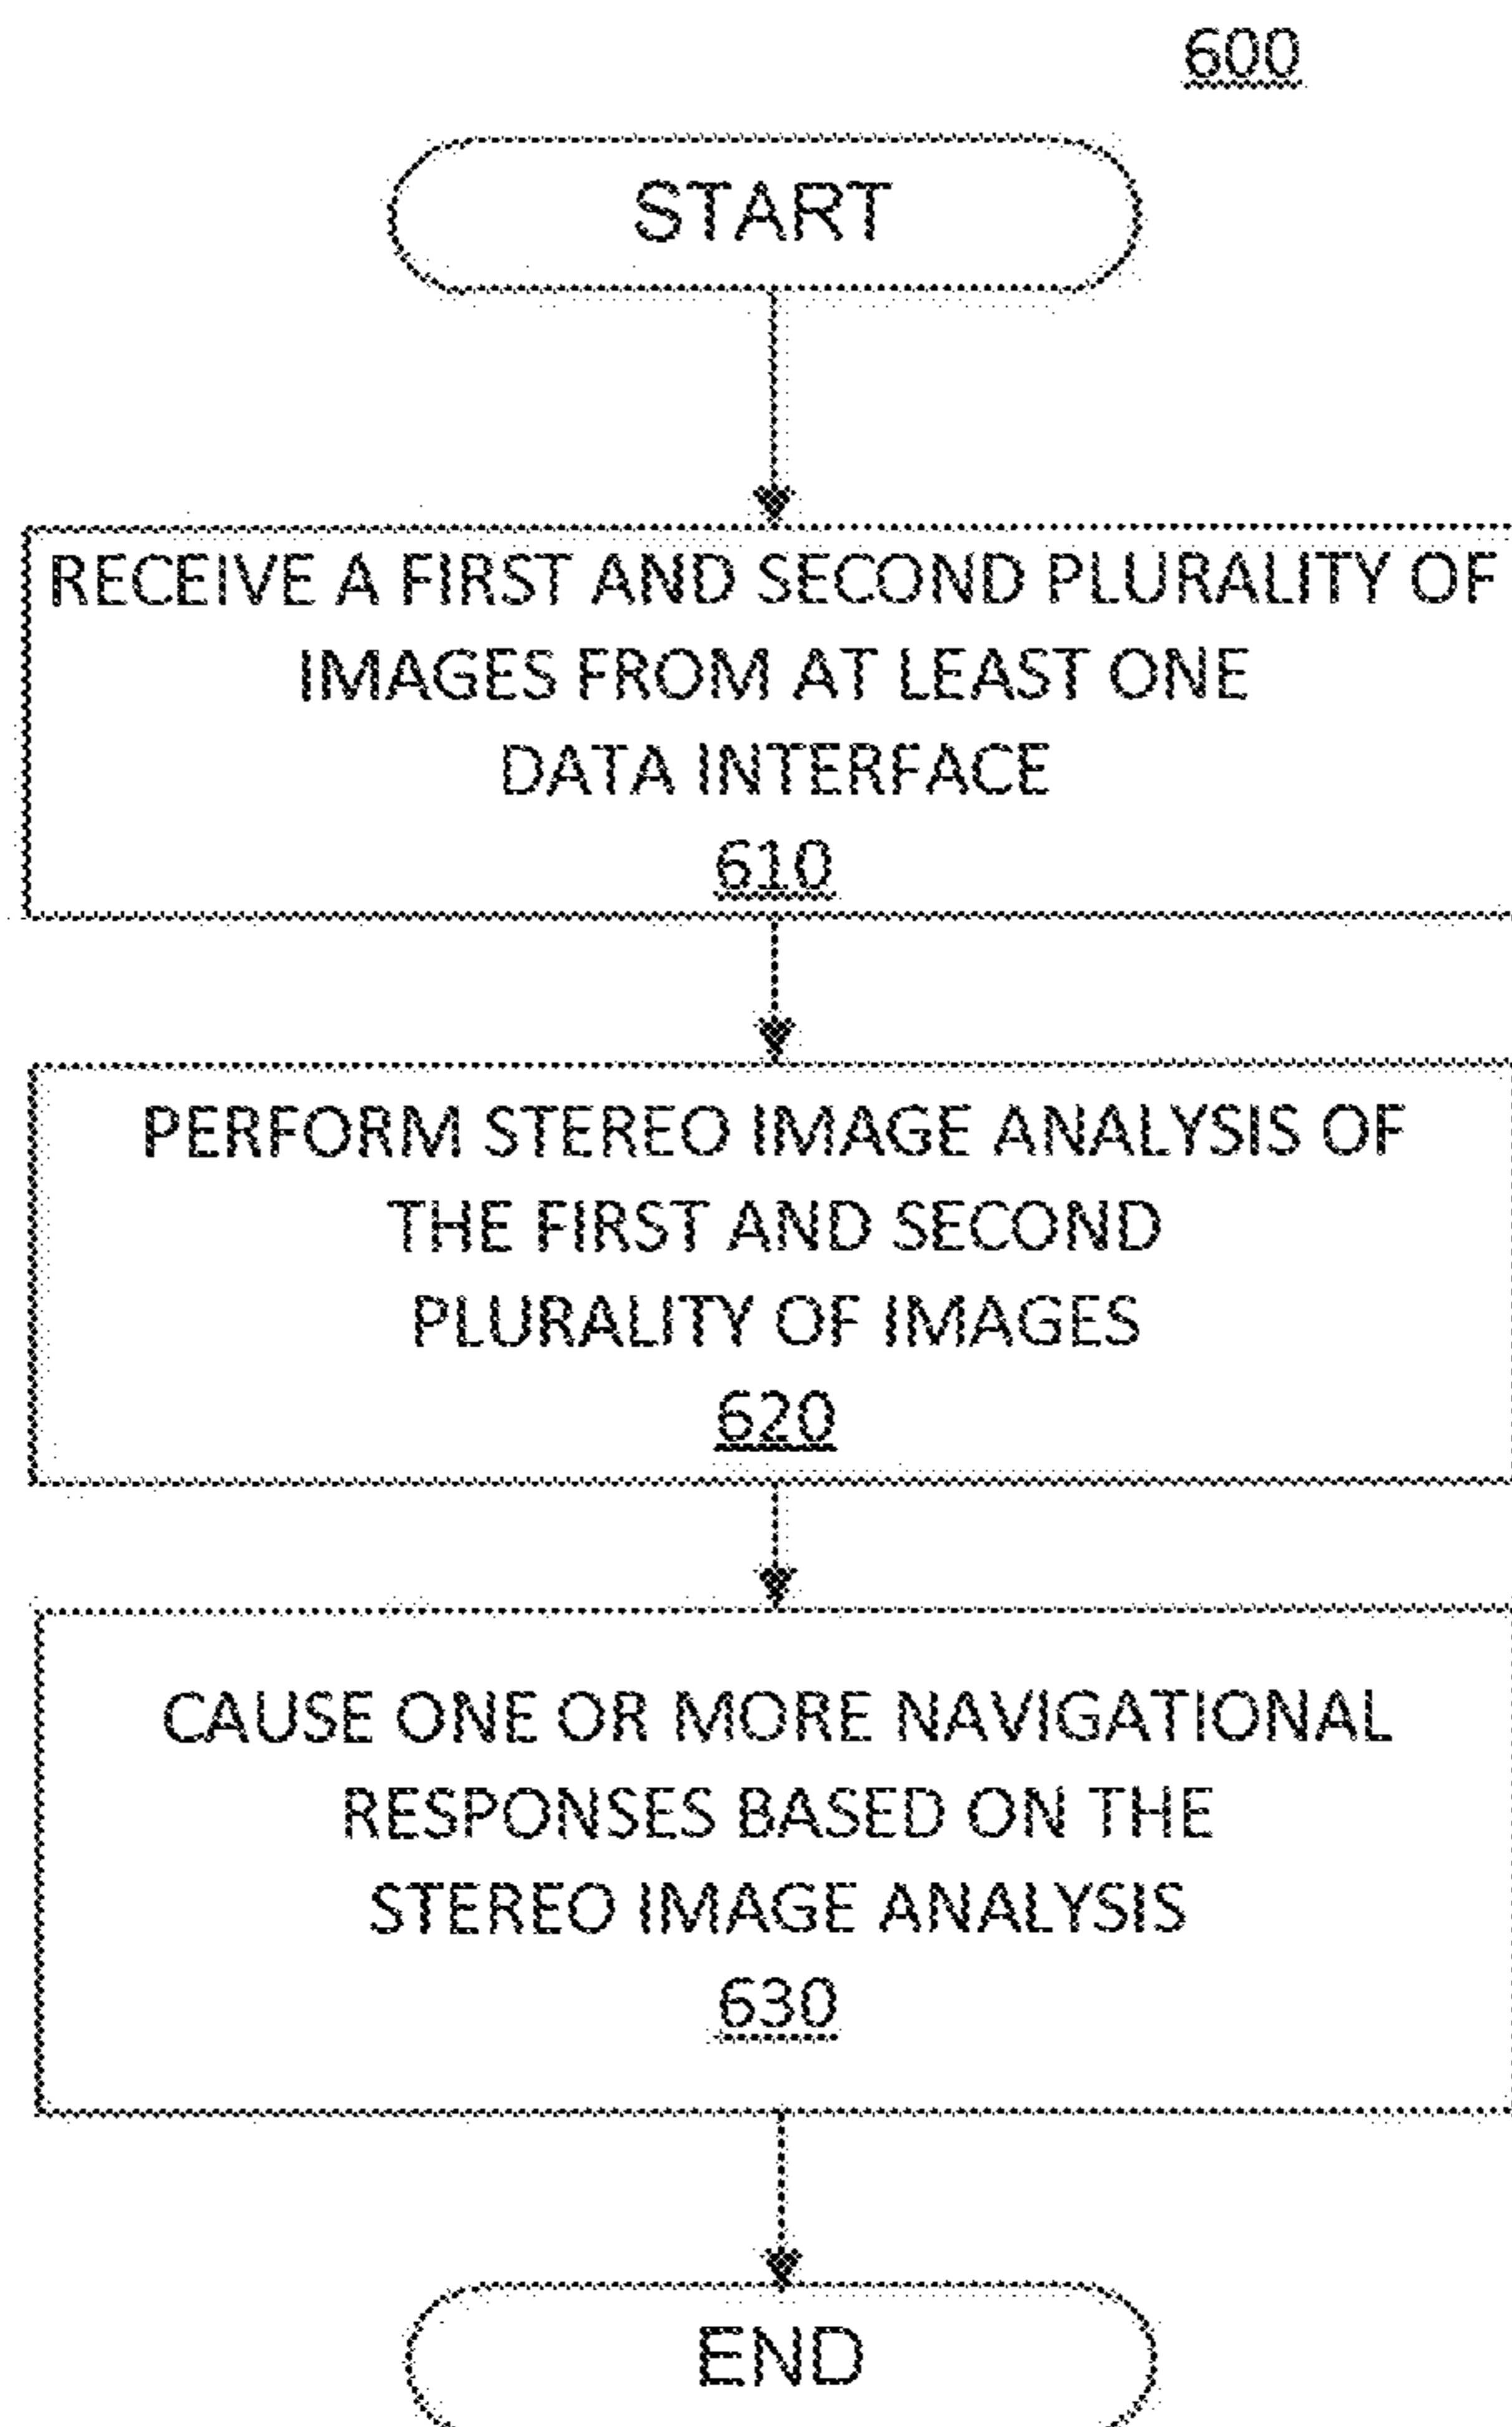 600
START
RECEIVE A FIRST AND SECOND PLURALITY OF
IMAGES FROM AT LEAST ONE
DATA INTERFACE
610
PERFORM STEREO IMAGE ANALYSIS OF
THE FIRST AND SECOND
PLURALITY OF IMAGES
620
CAUSE ONE OR MORE NAVIGATIONAL
RESPONSES BASED ON THE
STEREO IMAGE ANALYSIS
630
END